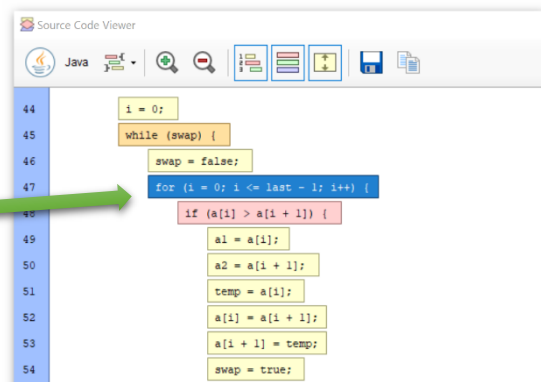 Source Code Viewer
Java
44 i = 0;
45 while (swap) {
46 swap = false;
47 for (i = 0; i <= last - 1; i++) {
48 if (a[i] > a[i + 1]) {
49 a1 = a[i];
50 a2 = a[i + 1];
51 temp = a[i];
52 a[i] = a[i + 1];
53 a[i + 1] = temp;
54 swap = true;